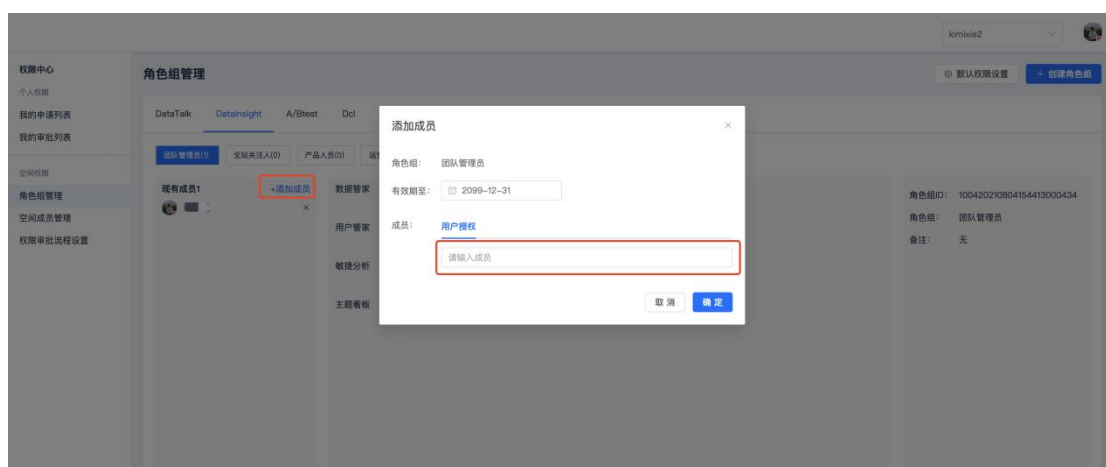 kimixie2
权限中心
角色组管理
默认权限设置
+ 创建角色组
个人权限
我的申请列表
我的审批列表
DataTalk DataInsight A/Btest Dcl
团队管理员(1) 全站关注人(0) 产品人员(0)
空间权限
角色组管理
空间成员管理
权限审批流程设置
现有成员1 +添加成员
数据管家
用户管家
敏捷分析
主题看板
添加成员
角色组: 团队管理员
有效期至: 2099-12-31
成员: 用户授权
请输入成员
取消 确定
角色组ID: 100420210804154413000434
角色组: 团队管理员
备注: 无